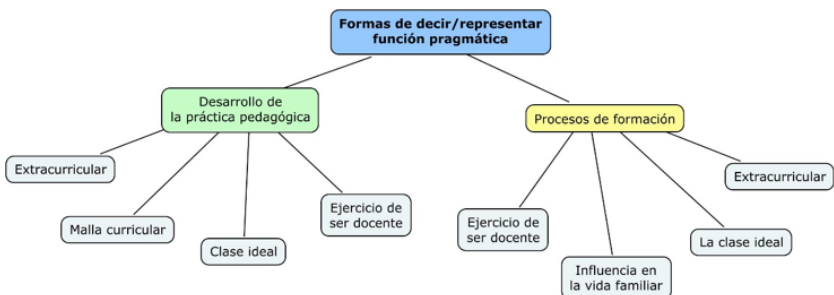 Formas de decir/representar
función pragmática
Desarrollo de
la práctica pedagógica
Procesos de formación
Extracurricular
Malla curricular
Clase ideal
Ejercicio de
ser docente
Ejercicio de
ser docente
Influencia en
la vida familiar
La clase ideal
Extracurricular